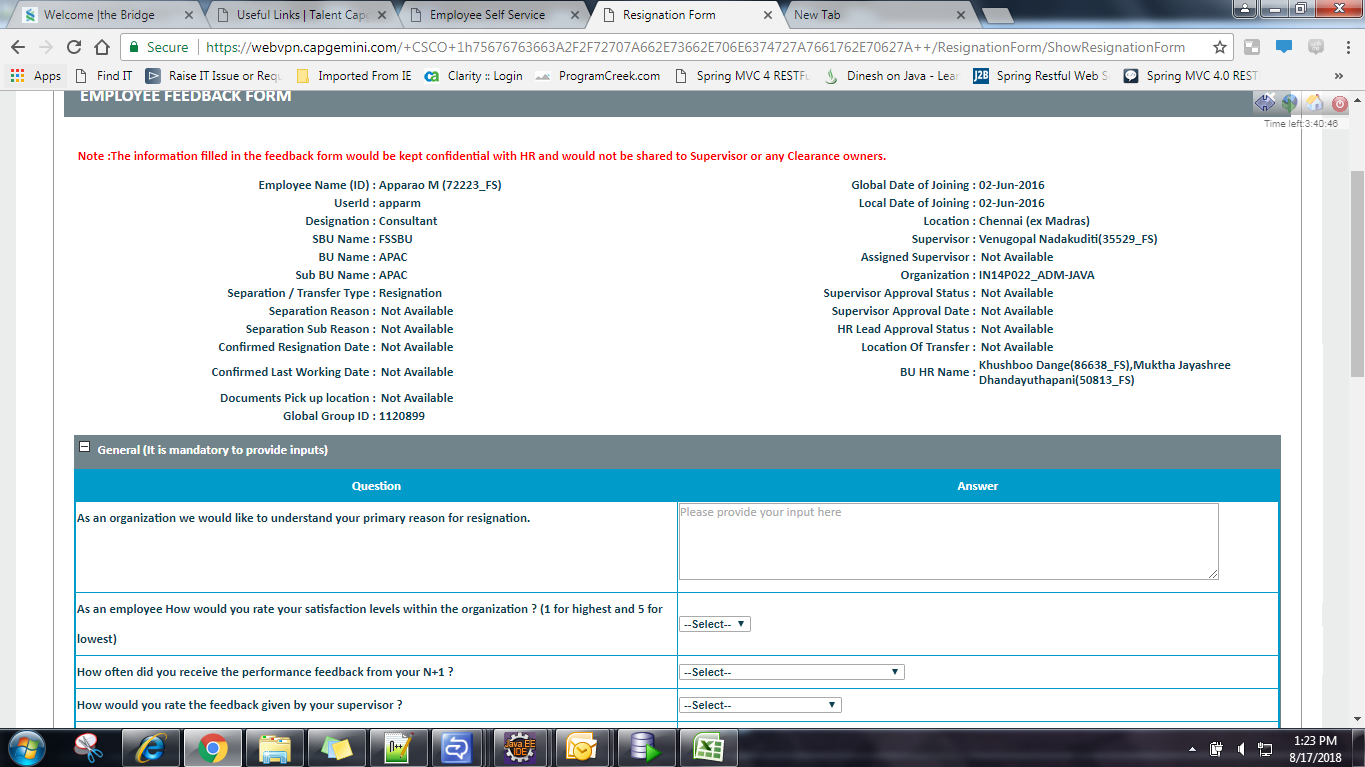 Welcome |the Bridge
Useful Links | Talent Cap
Employee Self Service
Resignation Form
New Tab
Secure
https://webvpn.capgemini.com/+CSCO+1h75676763663A2F2F72707A662E73662E706E6374727A7661762E70627A++/ResignationForm/ShowResignationForm
Apps
Find IT
Raise IT Issue or Requ
Imported From IE
Clarity :: Login
ProgramCreek.com
Spring MVC 4 RESTFu
Dinesh on Java - Lear
Spring Restful Web S
Spring MVC 4.0 REST
EMPLOYEE FEEDBACK FORM
Time left:3:40:46
Note :The information filled in the feedback form would be kept confidential with HR and would not be shared to Supervisor or any Clearance owners.
Employee Name (ID) : Apparao M (72223_FS)
Global Date of Joining : 02-Jun-2016
UserId : apparm
Local Date of Joining : 02-Jun-2016
Designation : Consultant
Location : Chennai (ex Madras)
SBU Name : FSSBU
Supervisor : Venugopal Nadakuditi(35529_FS)
BU Name : APAC
Assigned Supervisor : Not Available
Sub BU Name : APAC
Organization : IN14P022_ADM-JAVA
Separation / Transfer Type : Resignation
Supervisor Approval Status : Not Available
Separation Reason : Not Available
Supervisor Approval Date : Not Available
Separation Sub Reason : Not Available
HR Lead Approval Status : Not Available
Confirmed Resignation Date : Not Available
Location Of Transfer : Not Available
Confirmed Last Working Date : Not Available
BU HR Name : Khushboo Dange(86638_FS),Muktha Jayashree
Dhandayuthapani(50813_FS)
Documents Pick up location : Not Available
Global Group ID : 1120899
General (It is mandatory to provide inputs)
Question
Answer
As an organization we would like to understand your primary reason for resignation.
Please provide your input here
As an employee How would you rate your satisfaction levels within the organization ? (1 for highest and 5 for
lowest)
--Select--
How often did you receive the performance feedback from your N+1 ?
--Select--
How would you rate the feedback given by your supervisor ?
--Select--
Java EE
IDE
1:23 PM
8/17/2018